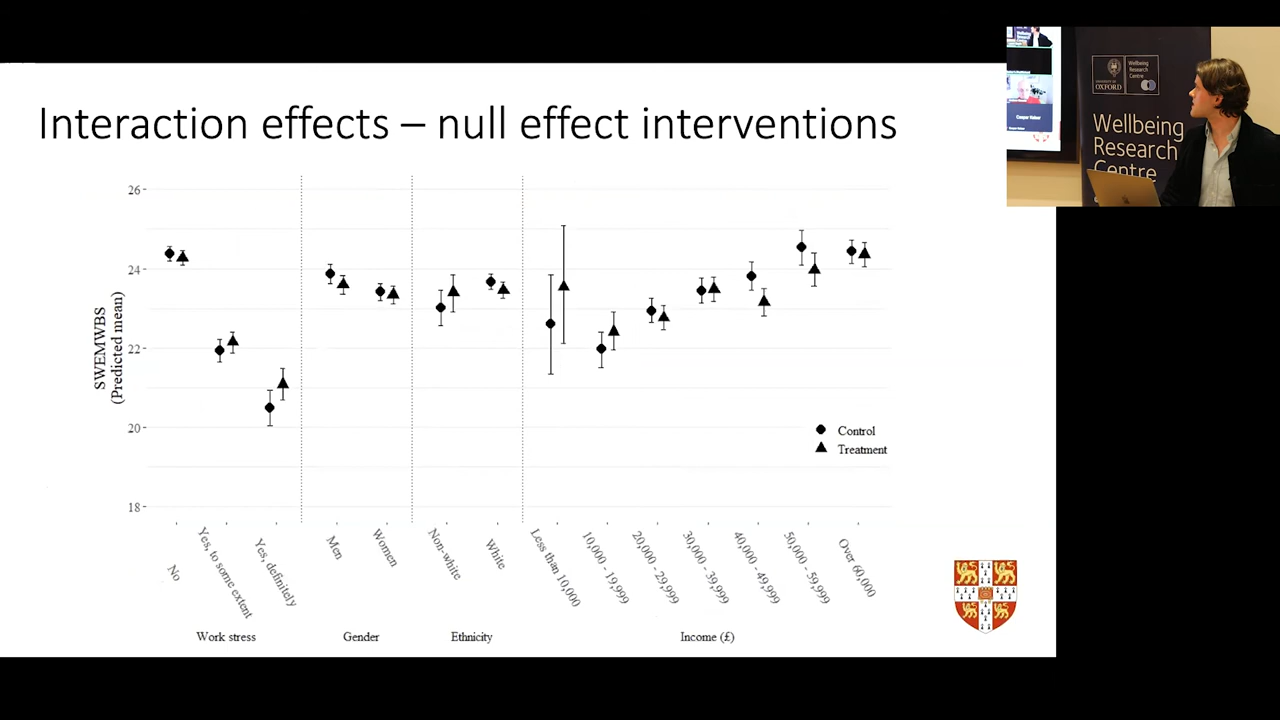 Interaction effects – null effect interventions
26
24
22
20
18
SWEMWBS
(Predicted mean)
Control
Treatment
No
Yes, to some extent
Yes, definitely
Men
Women
Non-white
White
Less than 10,000
10,000 - 19,999
20,000 - 29,999
30,000 - 39,999
40,000 - 49,999
50,000 - 59,999
Over 60,000
Work stress
Gender
Ethnicity
Income (£)
UNIVERSITY OF
OXFORD
Wellbeing
Research
Centre
Wellbeing
Research
Centre